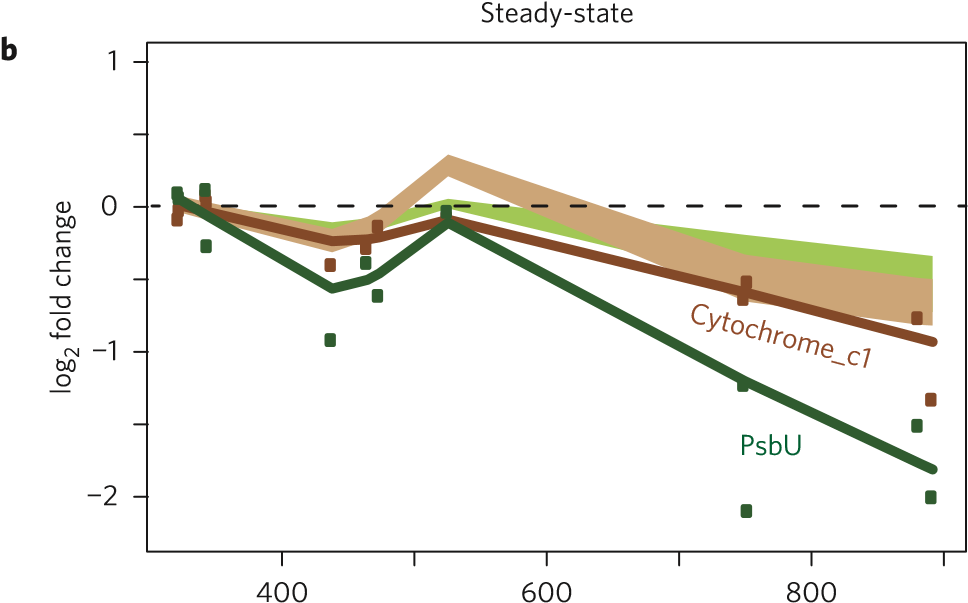 Steady-state
b
1
0
−1
−2
log2 fold change
Cytochrome_c1
PsbU
400
600
800